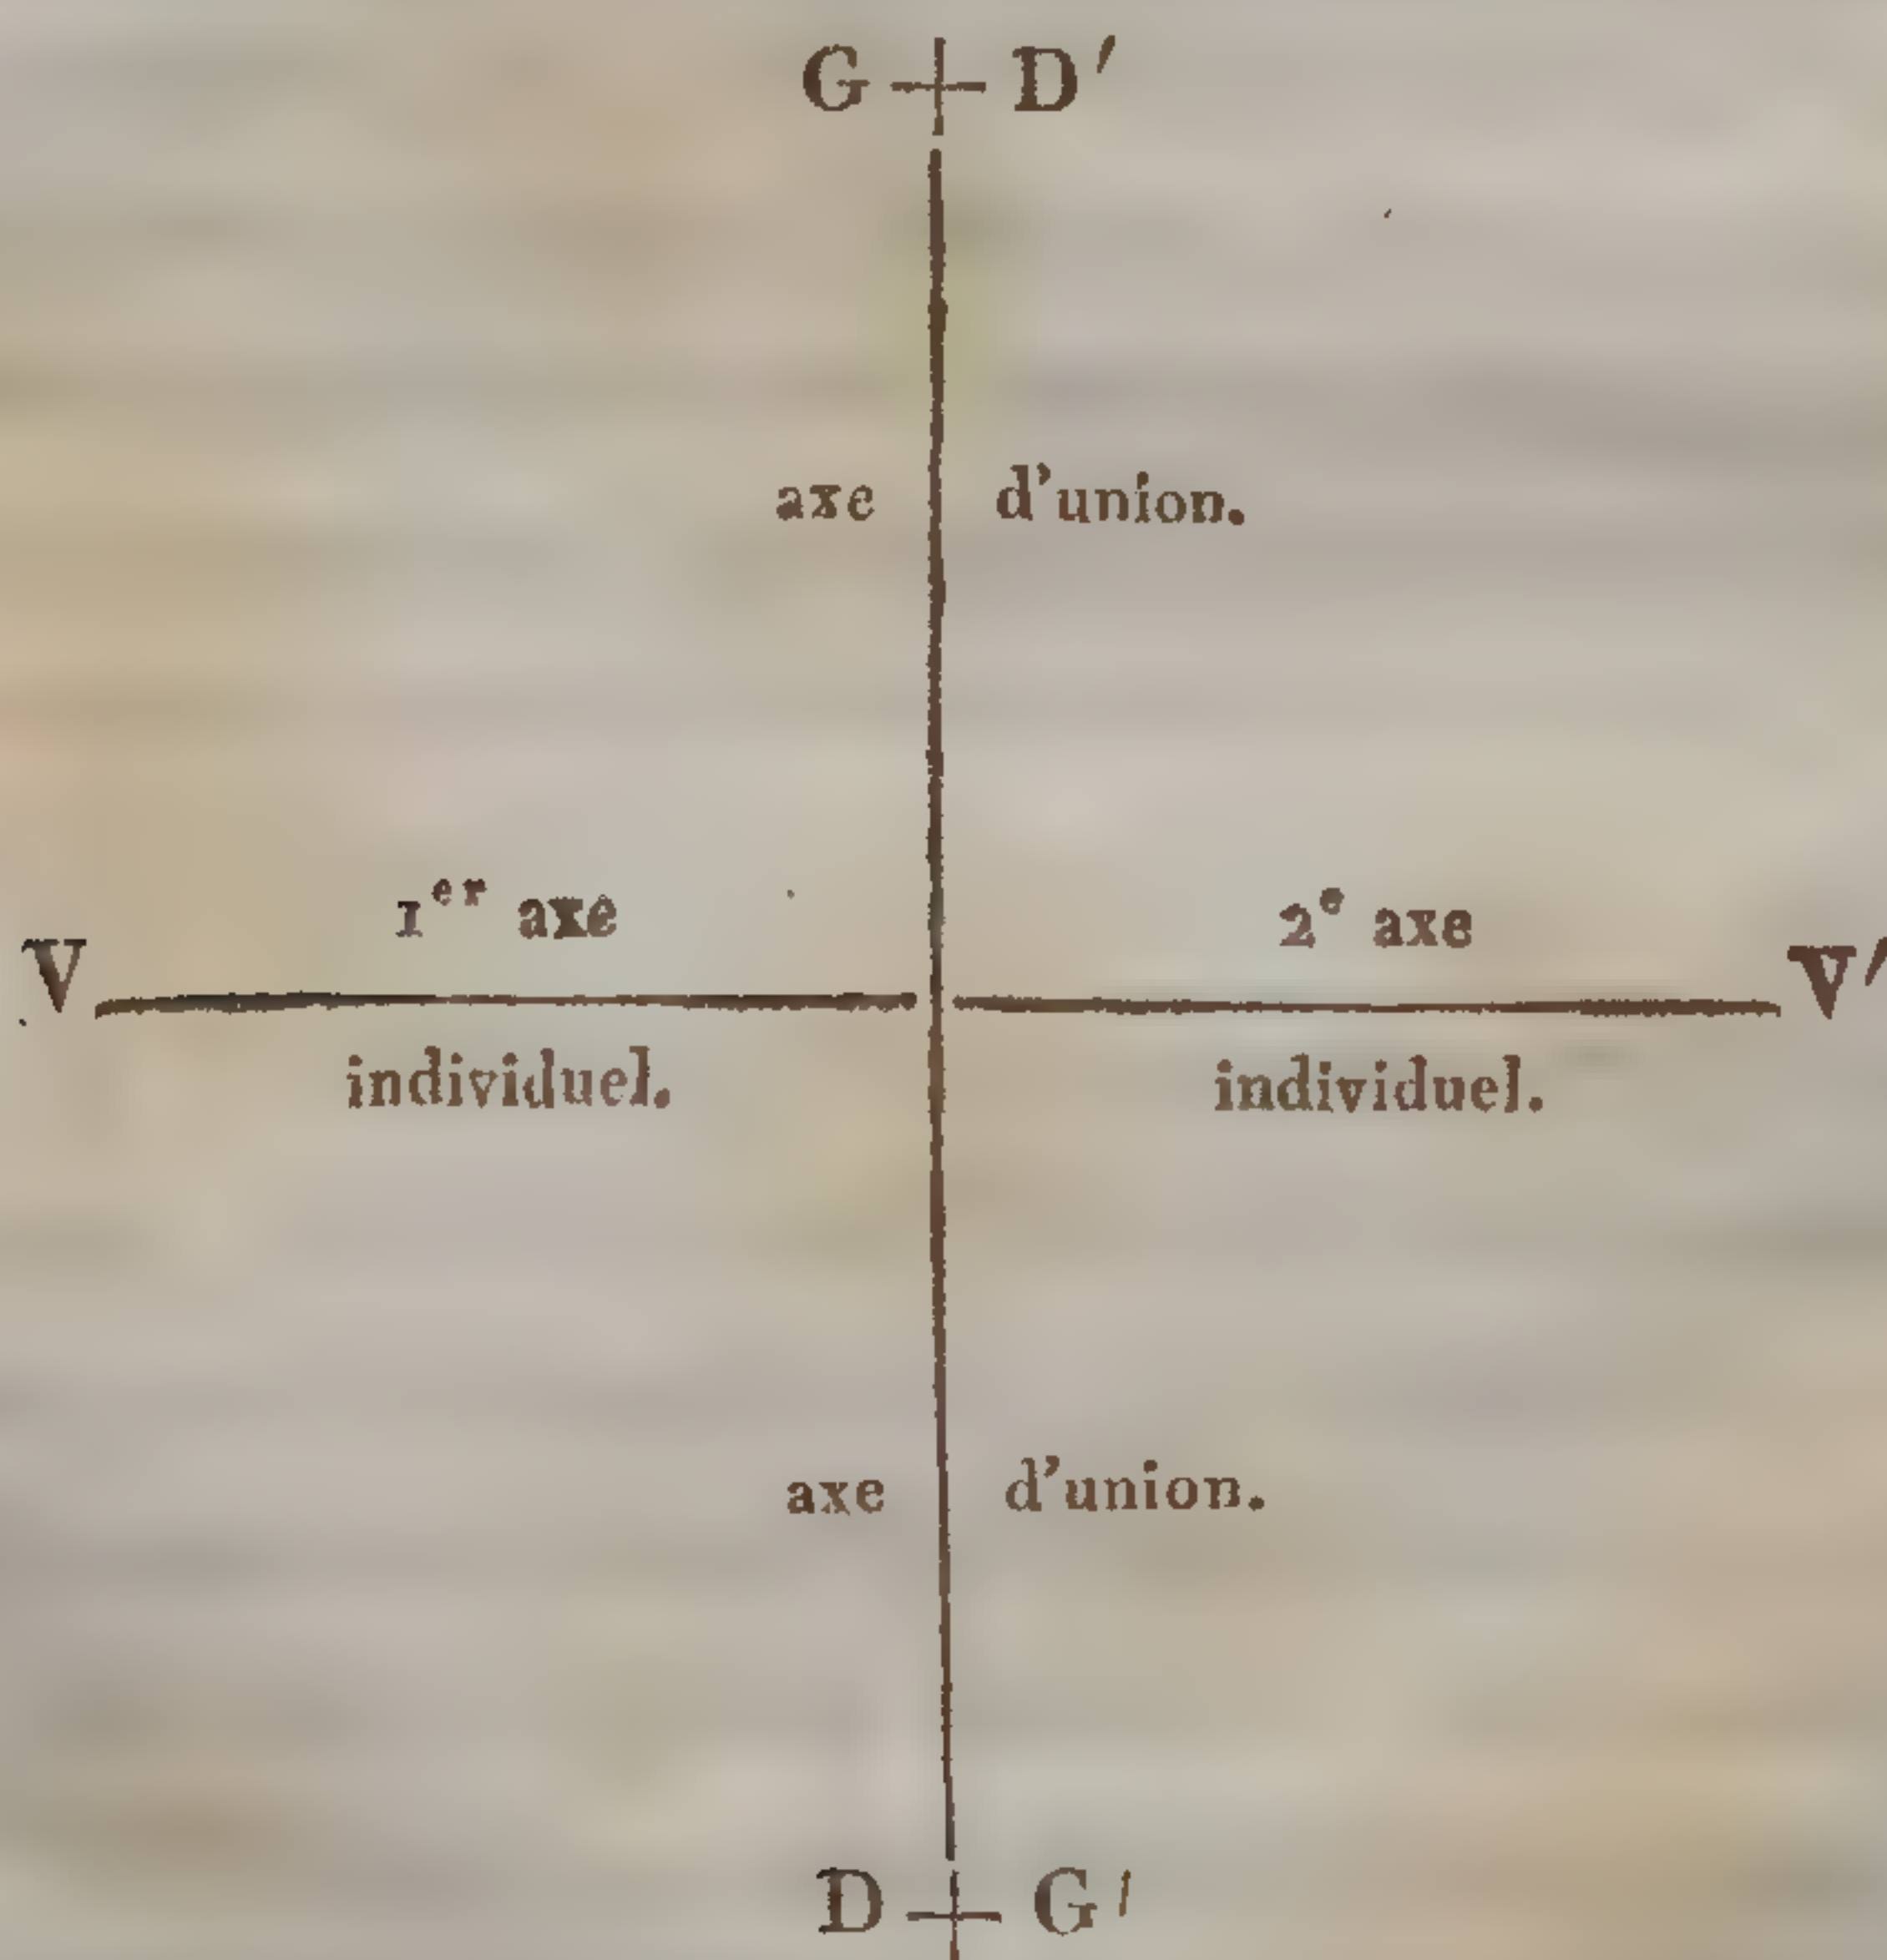 G + D'
axe d'union.
1er axe 2e axe
V V'
individuel. individuel.
axe d'union.
D + G'